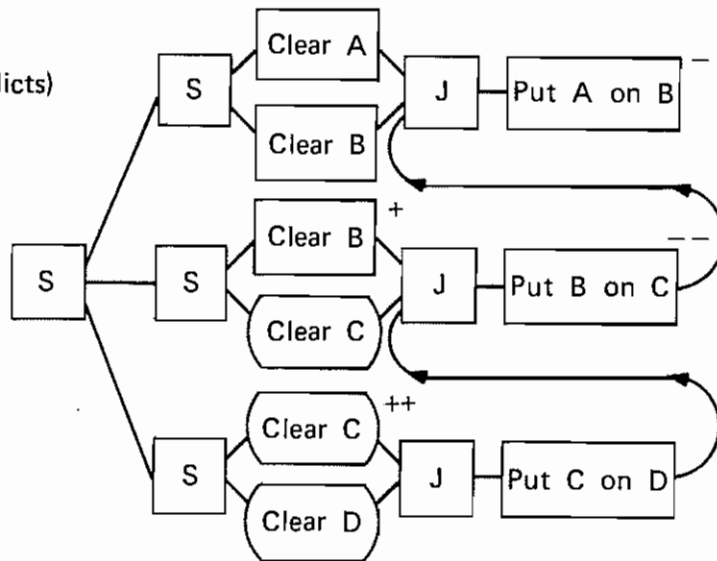 Clear A
licts)
S
J
Put A on B
–
Clear B
Clear B
+
– –
S
S
J
Put B on C
Clear C
Clear C
++
S
J
Put C on D
Clear D